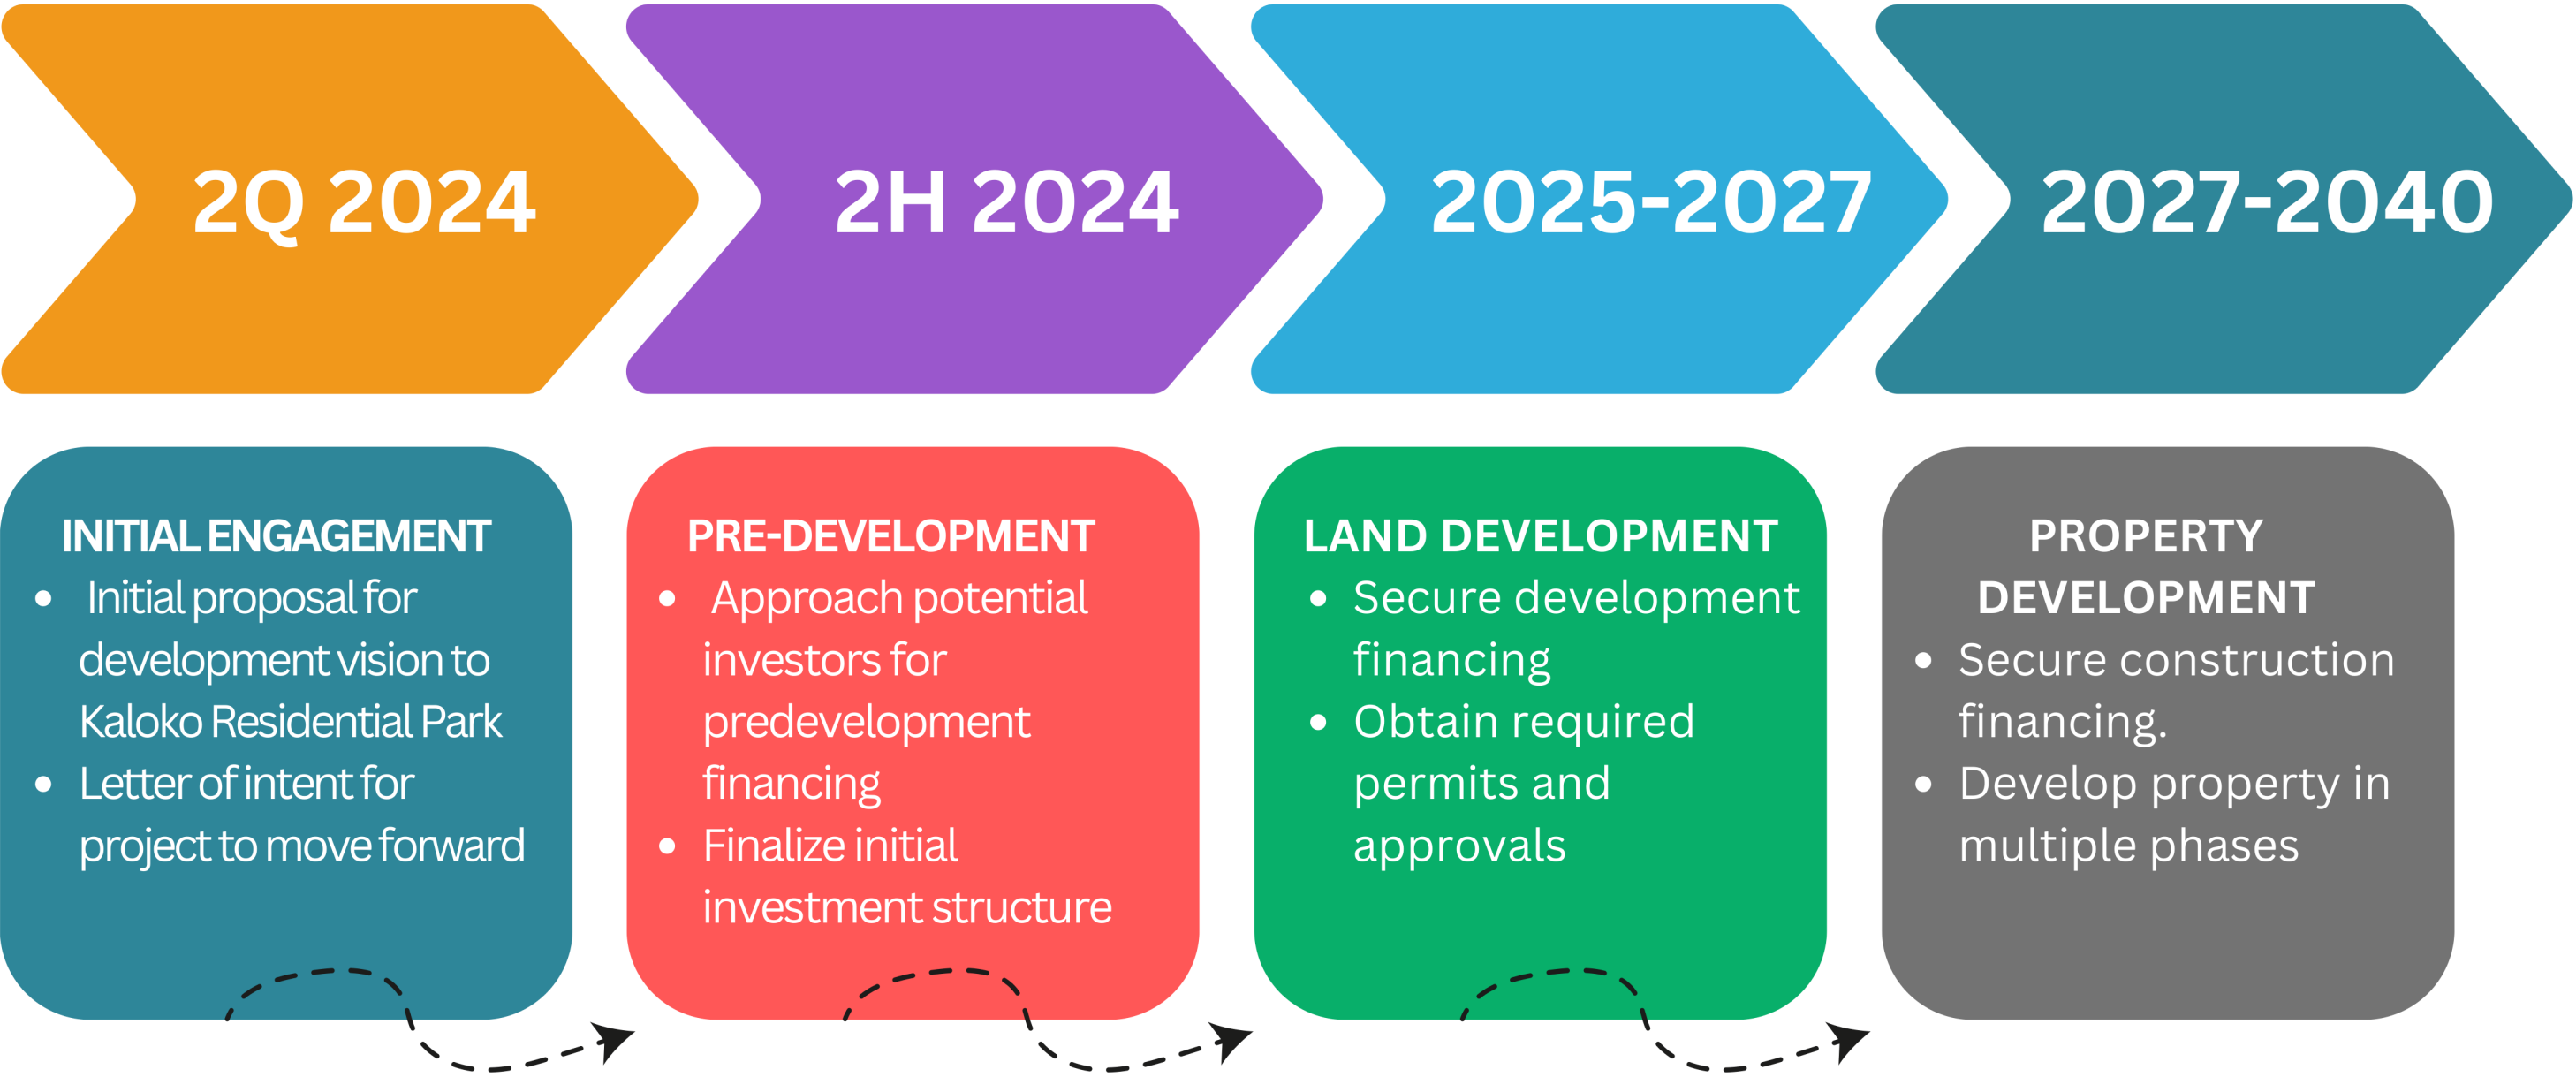 2Q 2024
2H 2024
2025-2027
2027-2040
INITIAL ENGAGEMENT
• Initial proposal for
development vision to
Kaloko Residential Park
• Letter of intent for
project to move forward
PRE-DEVELOPMENT
• Approach potential
investors for
predevelopment
financing
• Finalize initial
investment structure
LAND DEVELOPMENT
• Secure development
financing
• Obtain required
permits and
approvals
PROPERTY
DEVELOPMENT
• Secure construction
financing.
• Develop property in
multiple phases